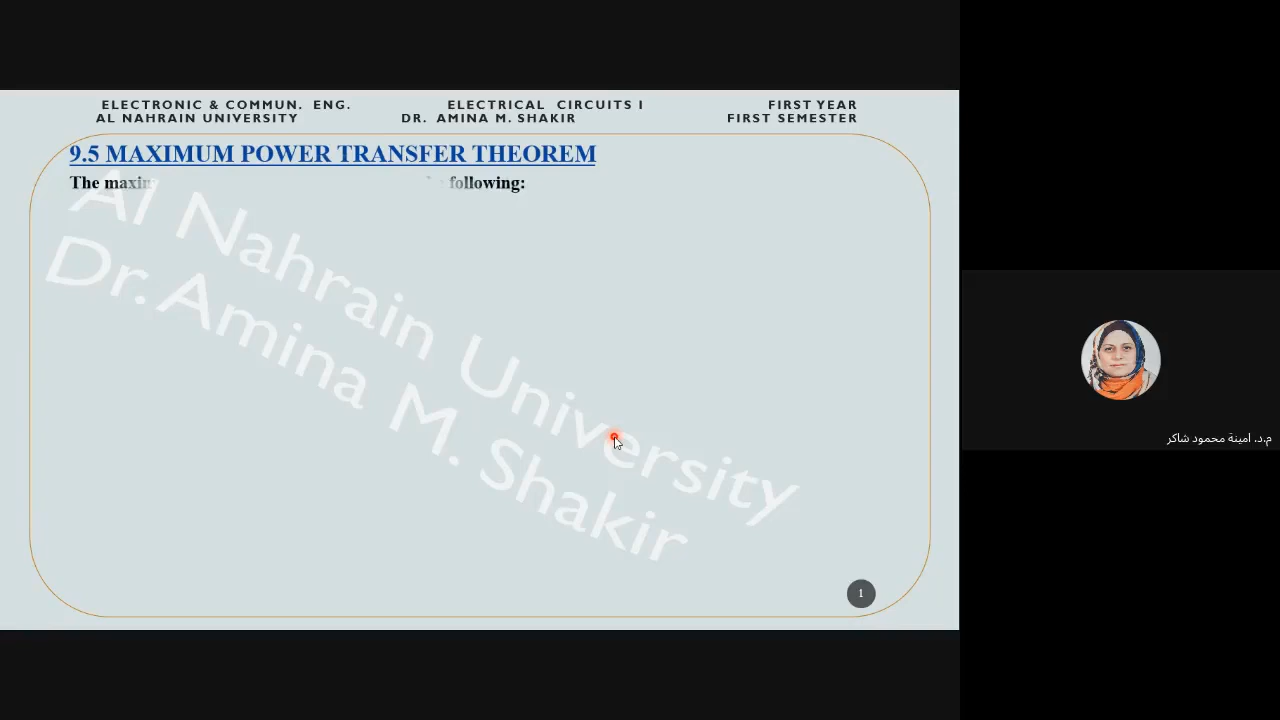 ELECTRONIC & COMMUN. ENG. ELECTRICAL CIRCUITS I FIRST YEAR
AL NAHRAIN UNIVERSITY DR. AMINA M. SHAKIR FIRST SEMESTER
9.5 MAXIMUM POWER TRANSFER THEOREM
The following:
Al Nahrain University
Dr. Amina M. Shakir
1
م.د. امينة محمود شاكر